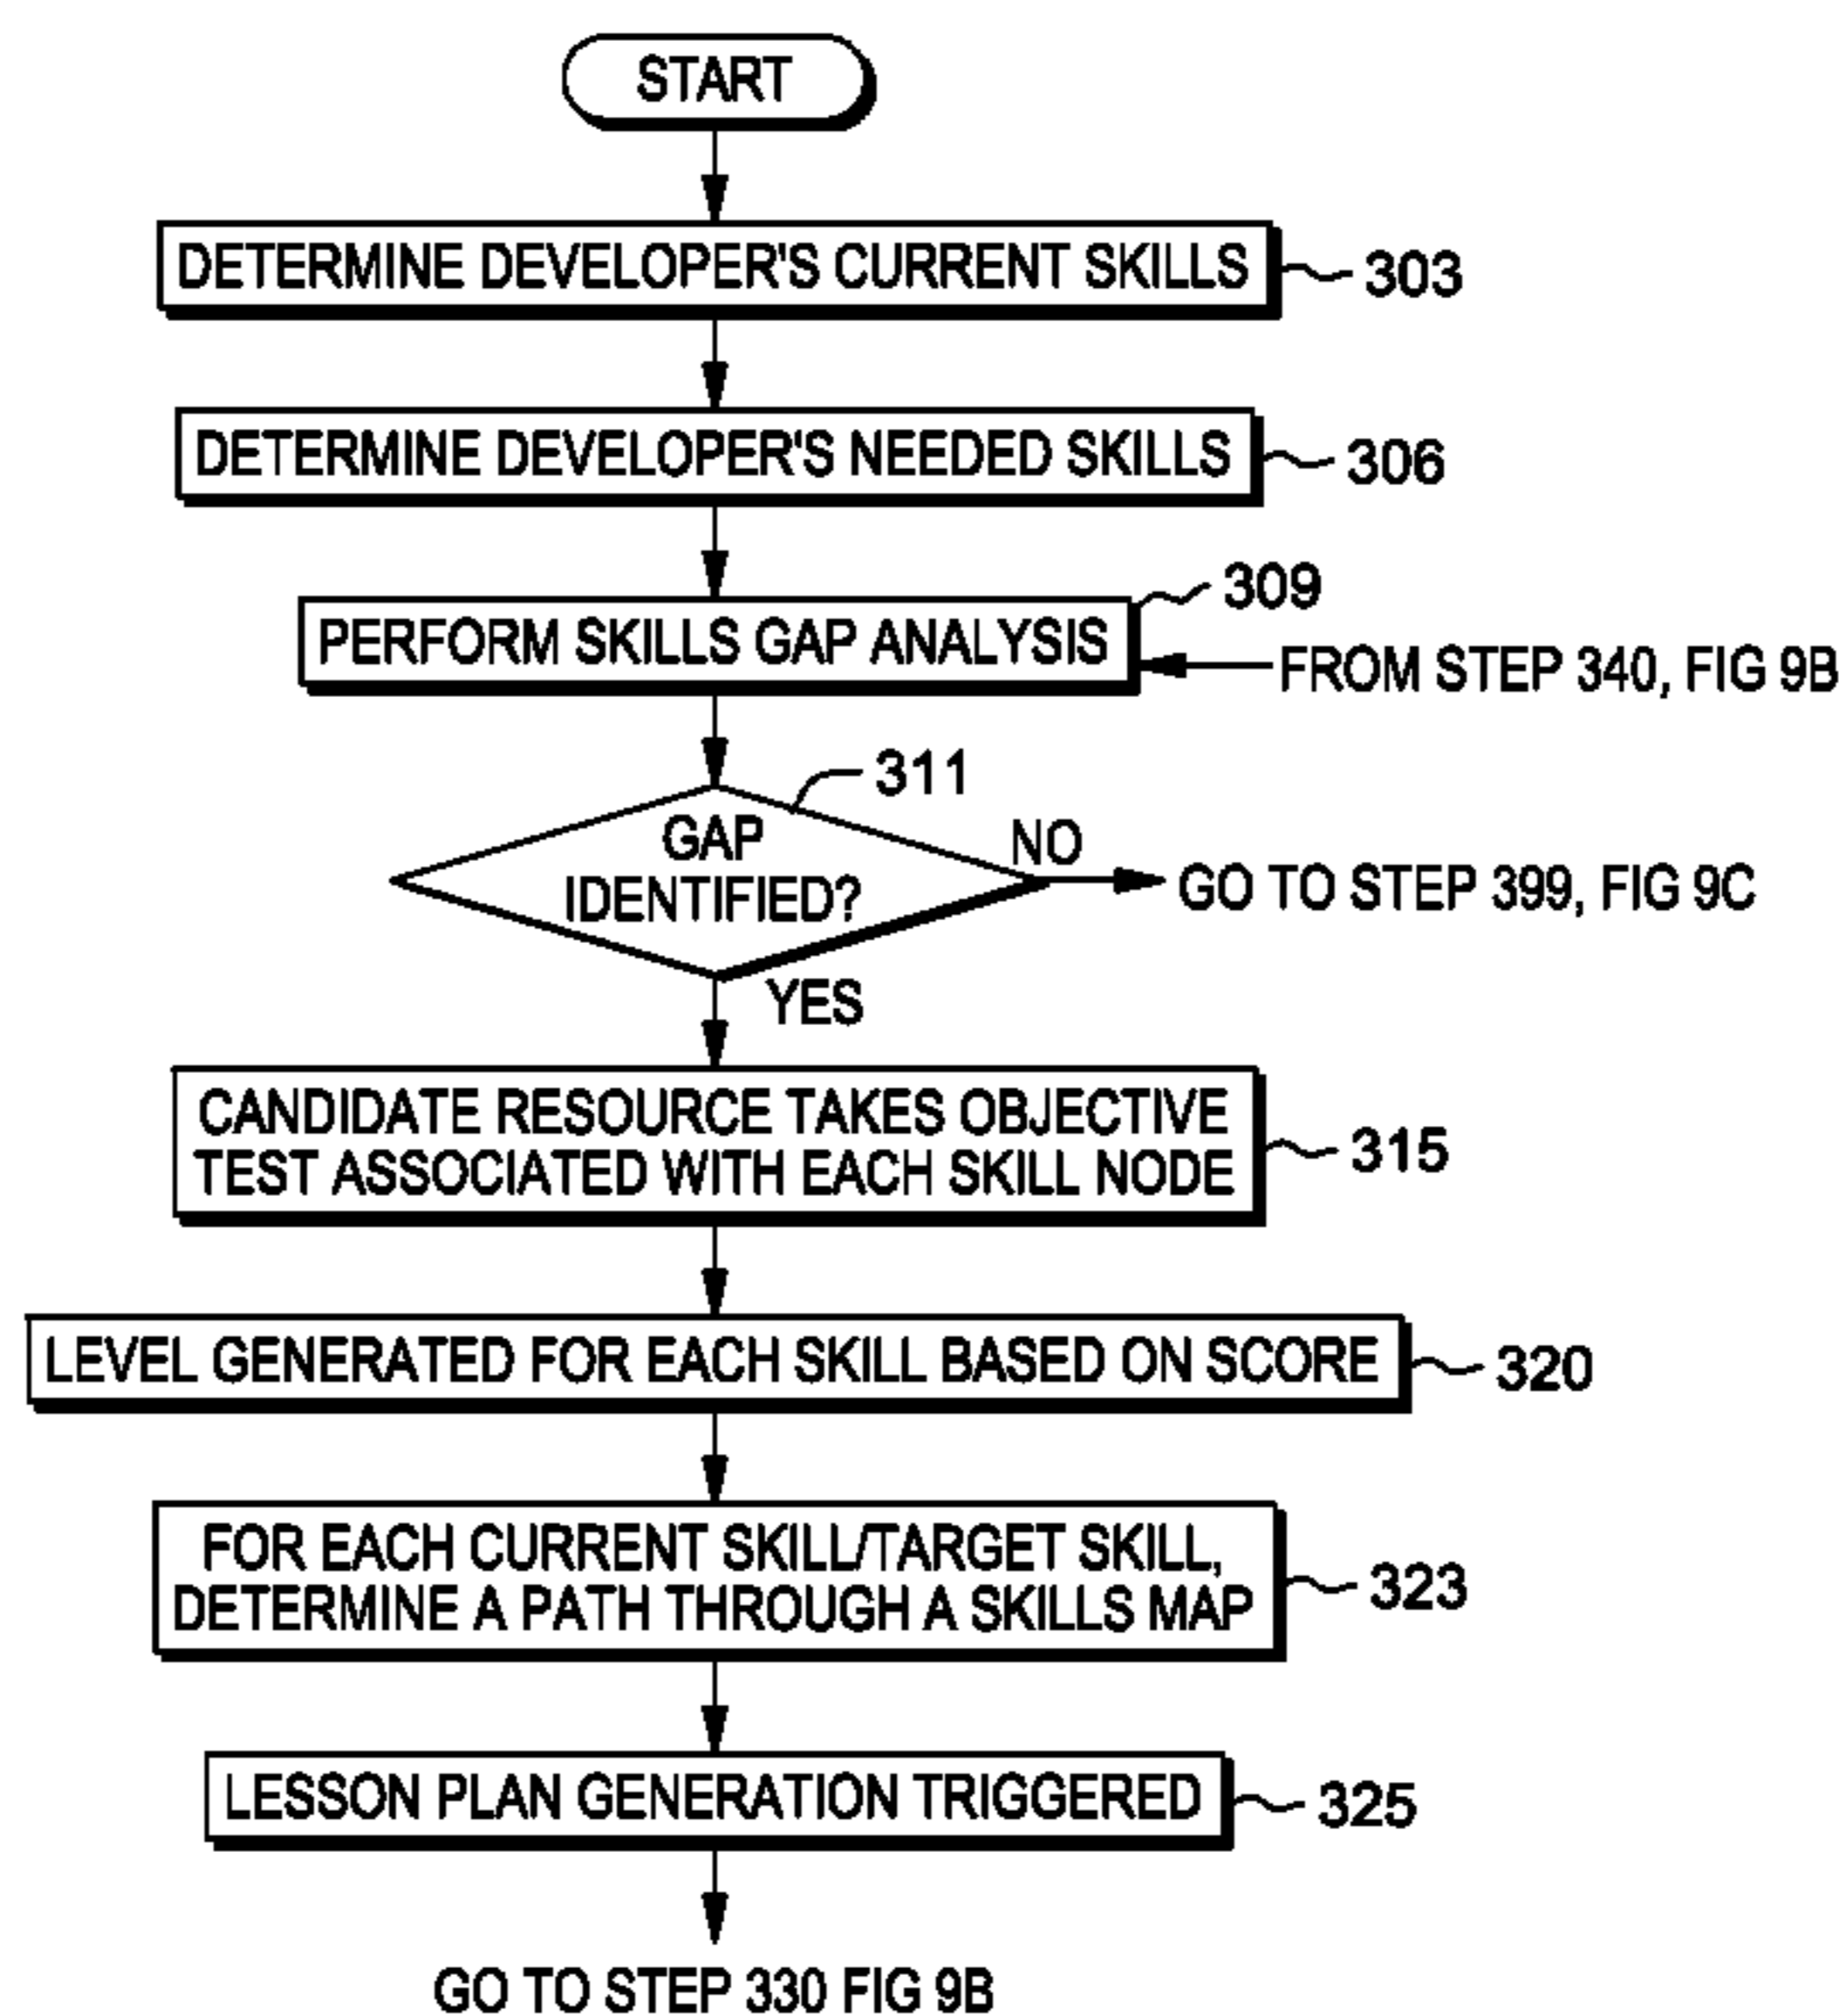 START
DETERMINE DEVELOPER'S CURRENT SKILLS
303
DETERMINE DEVELOPER'S NEEDED SKILLS
306
309
PERFORM SKILLS GAP ANALYSIS
FROM STEP 340, FIG 9B
311
GAP
IDENTIFIED?
NO
GO TO STEP 399, FIG 9C
YES
CANDIDATE RESOURCE TAKES OBJECTIVE
TEST ASSOCIATED WITH EACH SKILL NODE
315
LEVEL GENERATED FOR EACH SKILL BASED ON SCORE
320
FOR EACH CURRENT SKILL/TARGET SKILL,
DETERMINE A PATH THROUGH A SKILLS MAP
323
LESSON PLAN GENERATION TRIGGERED
325
GO TO STEP 330 FIG 9B